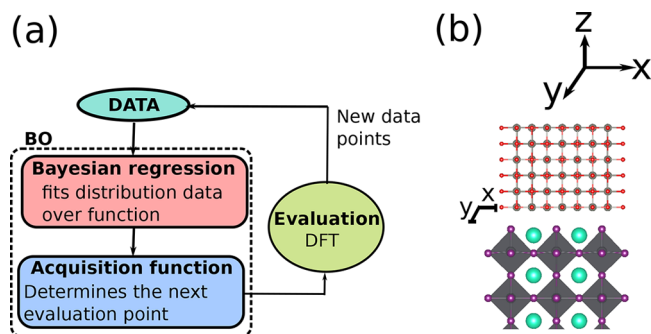 (a)
DATA
New data
points
BO
Bayesian regression
fits distribution data
over function
Evaluation
DFT
Acquisition function
Determines the next
evaluation point
(b)
z
x
y
x
y